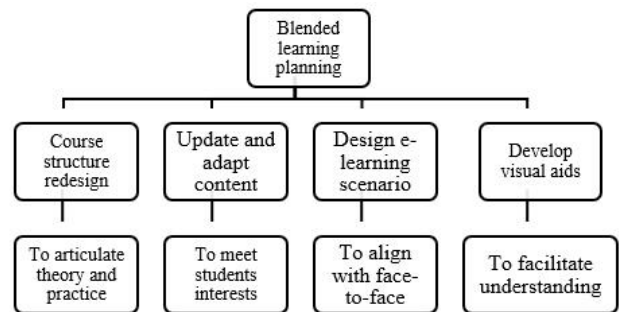 Blended
learning
planning
Course
structure
redesign
Update and
adapt
content
Design e-
learning
scenario
Develop
visual aids
To articulate
theory and
practice
To meet
students
interests
To align
with face-
to-face
To facilitate
understanding